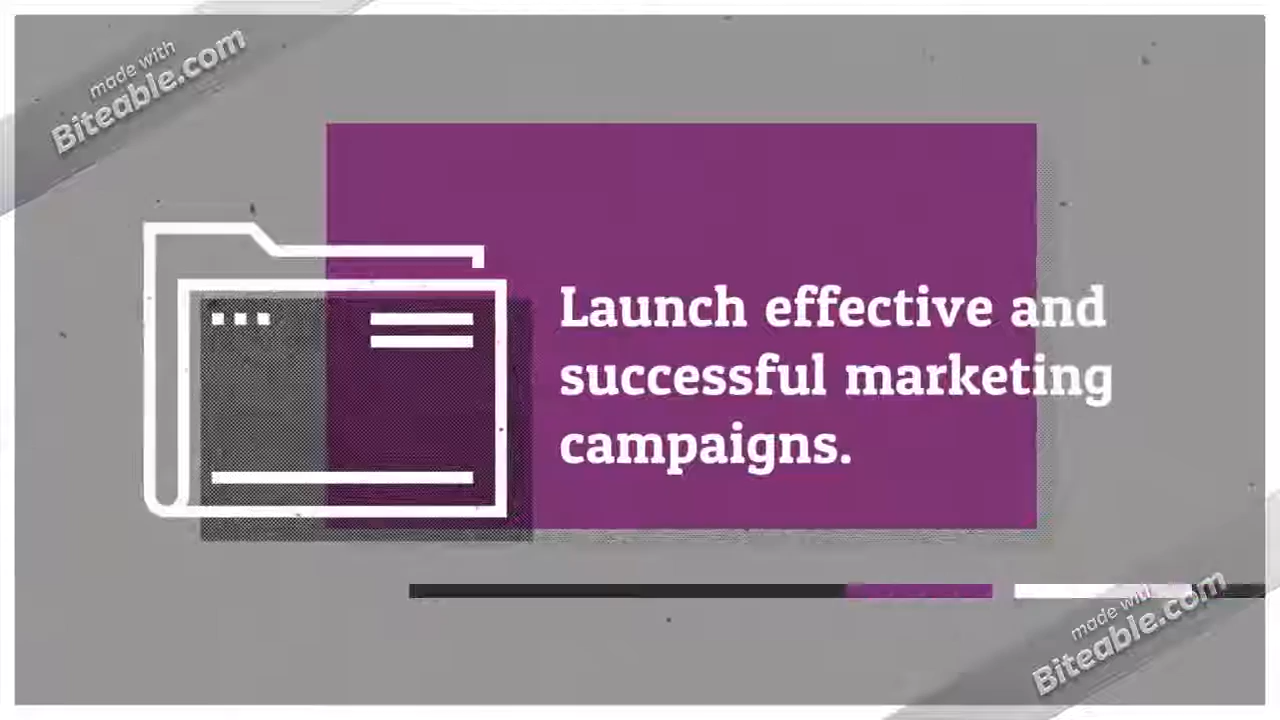 made with
Biteable.com
Launch effective and
successful marketing
campaigns.
made with
Biteable.com